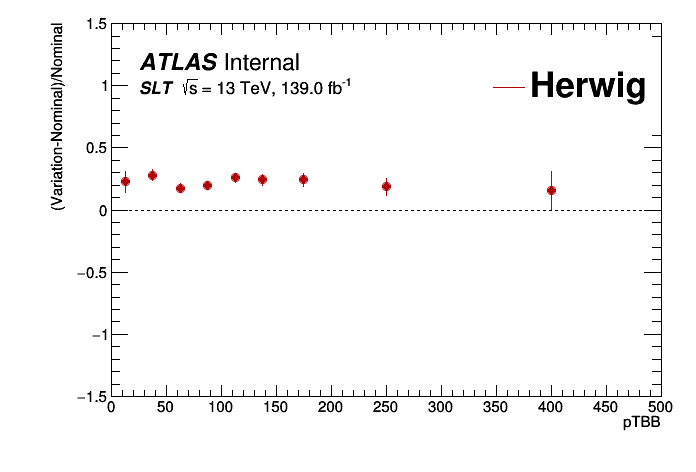 (Variation-Nominal)/Nominal
1.5
1
0.5
0
−0.5
−1
−1.5
ATLAS Internal
SLT √s = 13 TeV, 139.0 fb⁻¹
Herwig
0 50 100 150 200 250 300 350 400 450 500
pTBB